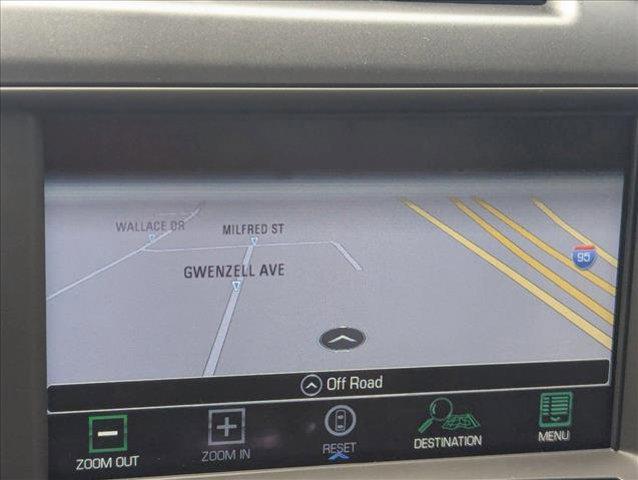 WALLACE DR
MILFRED ST
GWENZELL AVE
95
Off Road
ZOOM OUT
ZOOM IN
RESET
DESTINATION
MENU